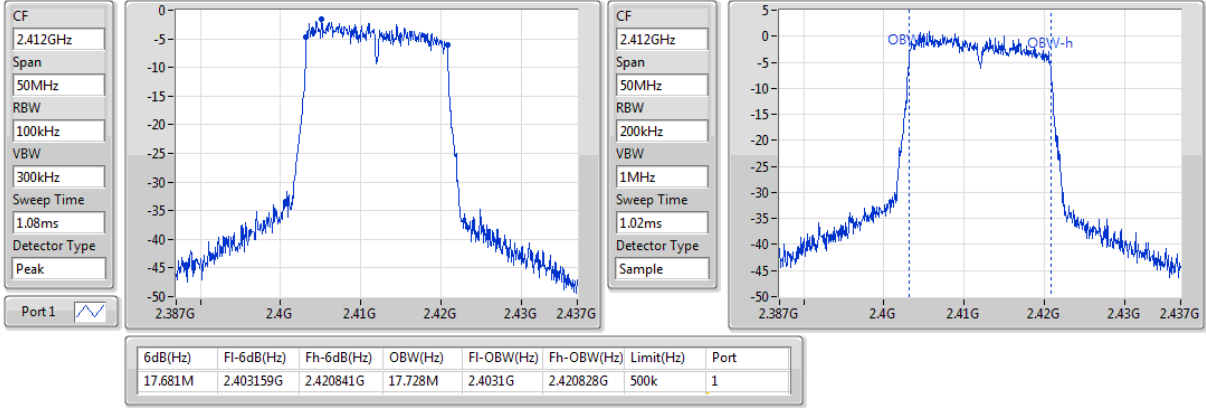 CF
2.412GHz
Span
50MHz
RBW
100kHz
VBW
300kHz
Sweep Time
1.08ms
Detector Type
Peak
Port 1
0
-5
-10
-15
-20
-25
-30
-35
-40
-45
-50
2.387G 2.4G 2.41G 2.42G 2.43G 2.437G
CF
2.412GHz
Span
50MHz
RBW
200kHz
VBW
1MHz
Sweep Time
1.02ms
Detector Type
Sample
5
0
-5
-10
-15
-20
-25
-30
-35
-40
-45
-50
OBW-h
2.387G 2.4G 2.41G 2.42G 2.43G 2.437G
6dB(Hz) Fl-6dB(Hz) Fh-6dB(Hz) OBW(Hz) Fl-OBW(Hz) Fh-OBW(Hz) Limit(Hz) Port
17.681M 2.403159G 2.420841G 17.728M 2.4031G 2.420828G 500k 1